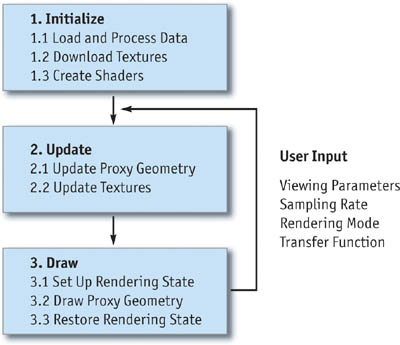 1. Initialize
1.1 Load and Process Data
1.2 Download Textures
1.3 Create Shaders
2. Update
2.1 Update Proxy Geometry
2.2 Update Textures
3. Draw
3.1 Set Up Rendering State
3.2 Draw Proxy Geometry
3.3 Restore Rendering State
User Input
Viewing Parameters
Sampling Rate
Rendering Mode
Transfer Function